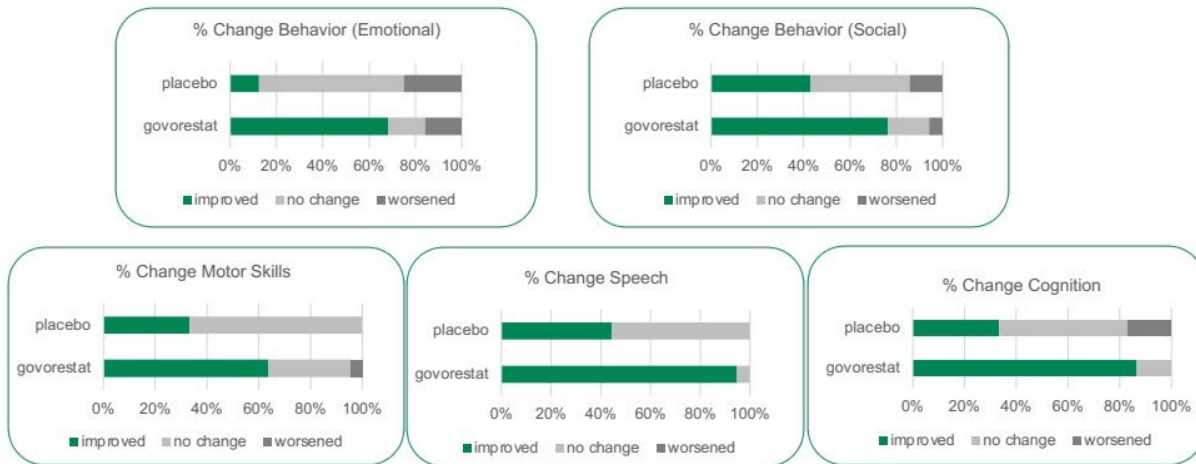 % Change Behavior (Emotional)
placebo
govorestat
0% 20% 40% 60% 80% 100%
improved no change worsened
% Change Behavior (Social)
placebo
govorestat
0% 20% 40% 60% 80% 100%
improved no change worsened
% Change Motor Skills
placebo
govorestat
0% 20% 40% 60% 80% 100%
improved no change worsened
% Change Speech
placebo
govorestat
0% 20% 40% 60% 80% 100%
improved no change worsened
% Change Cognition
placebo
govorestat
0% 20% 40% 60% 80% 100%
improved no change worsened